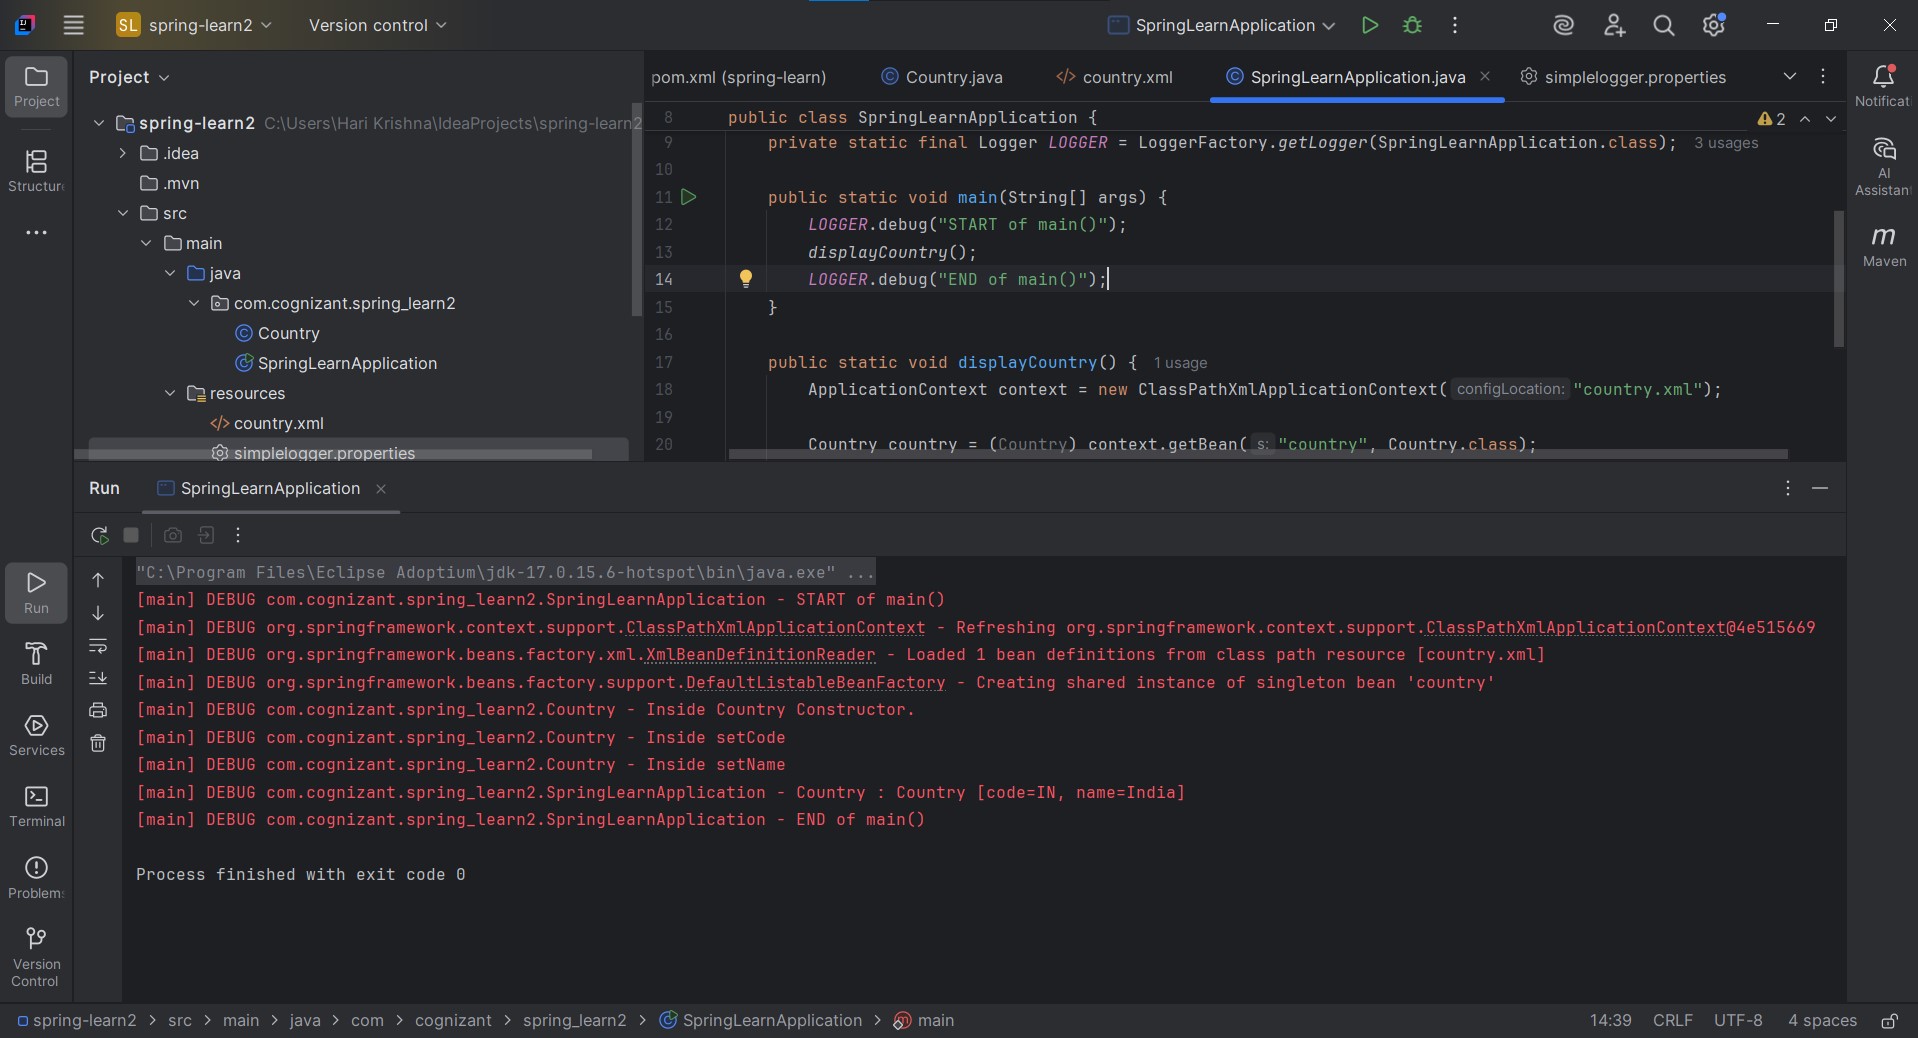 SL spring-learn2 Version control SpringLearnApplication
Project
pom.xml (spring-learn) Country.java country.xml SpringLearnApplication.java simplelogger.properties
Project
Structure
spring-learn2 C:\Users\Hari Krishna\IdeaProjects\spring-learn2
.idea
.mvn
src
main
java
com.cognizant.spring_learn2
Country
SpringLearnApplication
resources
country.xml
simplelogger.properties
8 public class SpringLearnApplication {
2
9 private static final Logger LOGGER = LoggerFactory.getLogger(SpringLearnApplication.class); 3 usages
10
11 public static void main(String[] args) {
12 LOGGER.debug("START of main()");
13 displayCountry();
14 LOGGER.debug("END of main()");
15 }
16
17 public static void displayCountry() { 1 usage
18 ApplicationContext context = new ClassPathXmlApplicationContext( configLocation: "country.xml");
19
20 Country country = (Country) context.getBean( s: "country", Country.class);
Notificati
AI
Assistant
Maven
Run SpringLearnApplication
"C:\Program Files\Eclipse Adoptium\jdk-17.0.15.6-hotspot\bin\java.exe" ...
[main] DEBUG com.cognizant.spring_learn2.SpringLearnApplication - START of main()
[main] DEBUG org.springframework.context.support.ClassPathXmlApplicationContext - Refreshing org.springframework.context.support.ClassPathXmlApplicationContext@4e515669
[main] DEBUG org.springframework.beans.factory.xml.XmlBeanDefinitionReader - Loaded 1 bean definitions from class path resource [country.xml]
[main] DEBUG org.springframework.beans.factory.support.DefaultListableBeanFactory - Creating shared instance of singleton bean 'country'
[main] DEBUG com.cognizant.spring_learn2.Country - Inside Country Constructor.
[main] DEBUG com.cognizant.spring_learn2.Country - Inside setCode
[main] DEBUG com.cognizant.spring_learn2.Country - Inside setName
[main] DEBUG com.cognizant.spring_learn2.SpringLearnApplication - Country : Country [code=IN, name=India]
[main] DEBUG com.cognizant.spring_learn2.SpringLearnApplication - END of main()
Process finished with exit code 0
Run
Build
Services
Terminal
Problems
Version
Control
spring-learn2 > src > main > java > com > cognizant > spring_learn2 > SpringLearnApplication > main
14:39 CRLF UTF-8 4 spaces